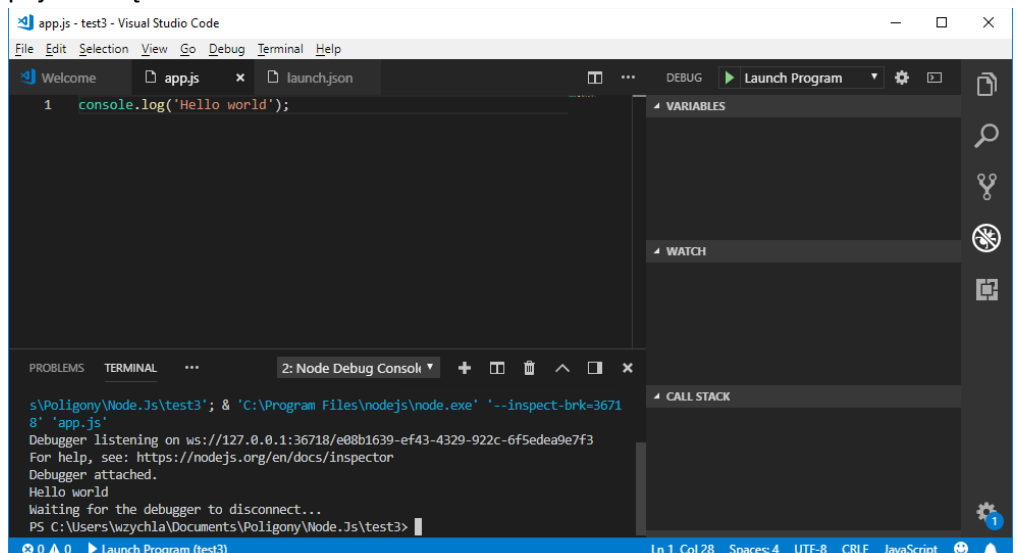 app.js - test3 - Visual Studio Code
File Edit Selection View Go Debug Terminal Help
Welcome app.js launch.json DEBUG Launch Program
1 console.log('Hello world');
VARIABLES
WATCH
CALL STACK
PROBLEMS TERMINAL ••• 2: Node Debug Consol
s\Poligony\Node.Js\test3'; & 'C:\Program Files\nodejs\node.exe' '--inspect-brk=3671
8' 'app.js'
Debugger listening on ws://127.0.0.1:36718/e08b1639-ef43-4329-922c-6f5edea9e7f3
For help, see: https://nodejs.org/en/docs/inspector
Debugger attached.
Hello world
Waiting for the debugger to disconnect...
PS C:\Users\wzychla\Documents\Poligony\Node.Js\test3>
1
0 0 Launch Program (test3) Ln 1, Col 28 Spaces: 4 UTF-8 CRLF JavaScript